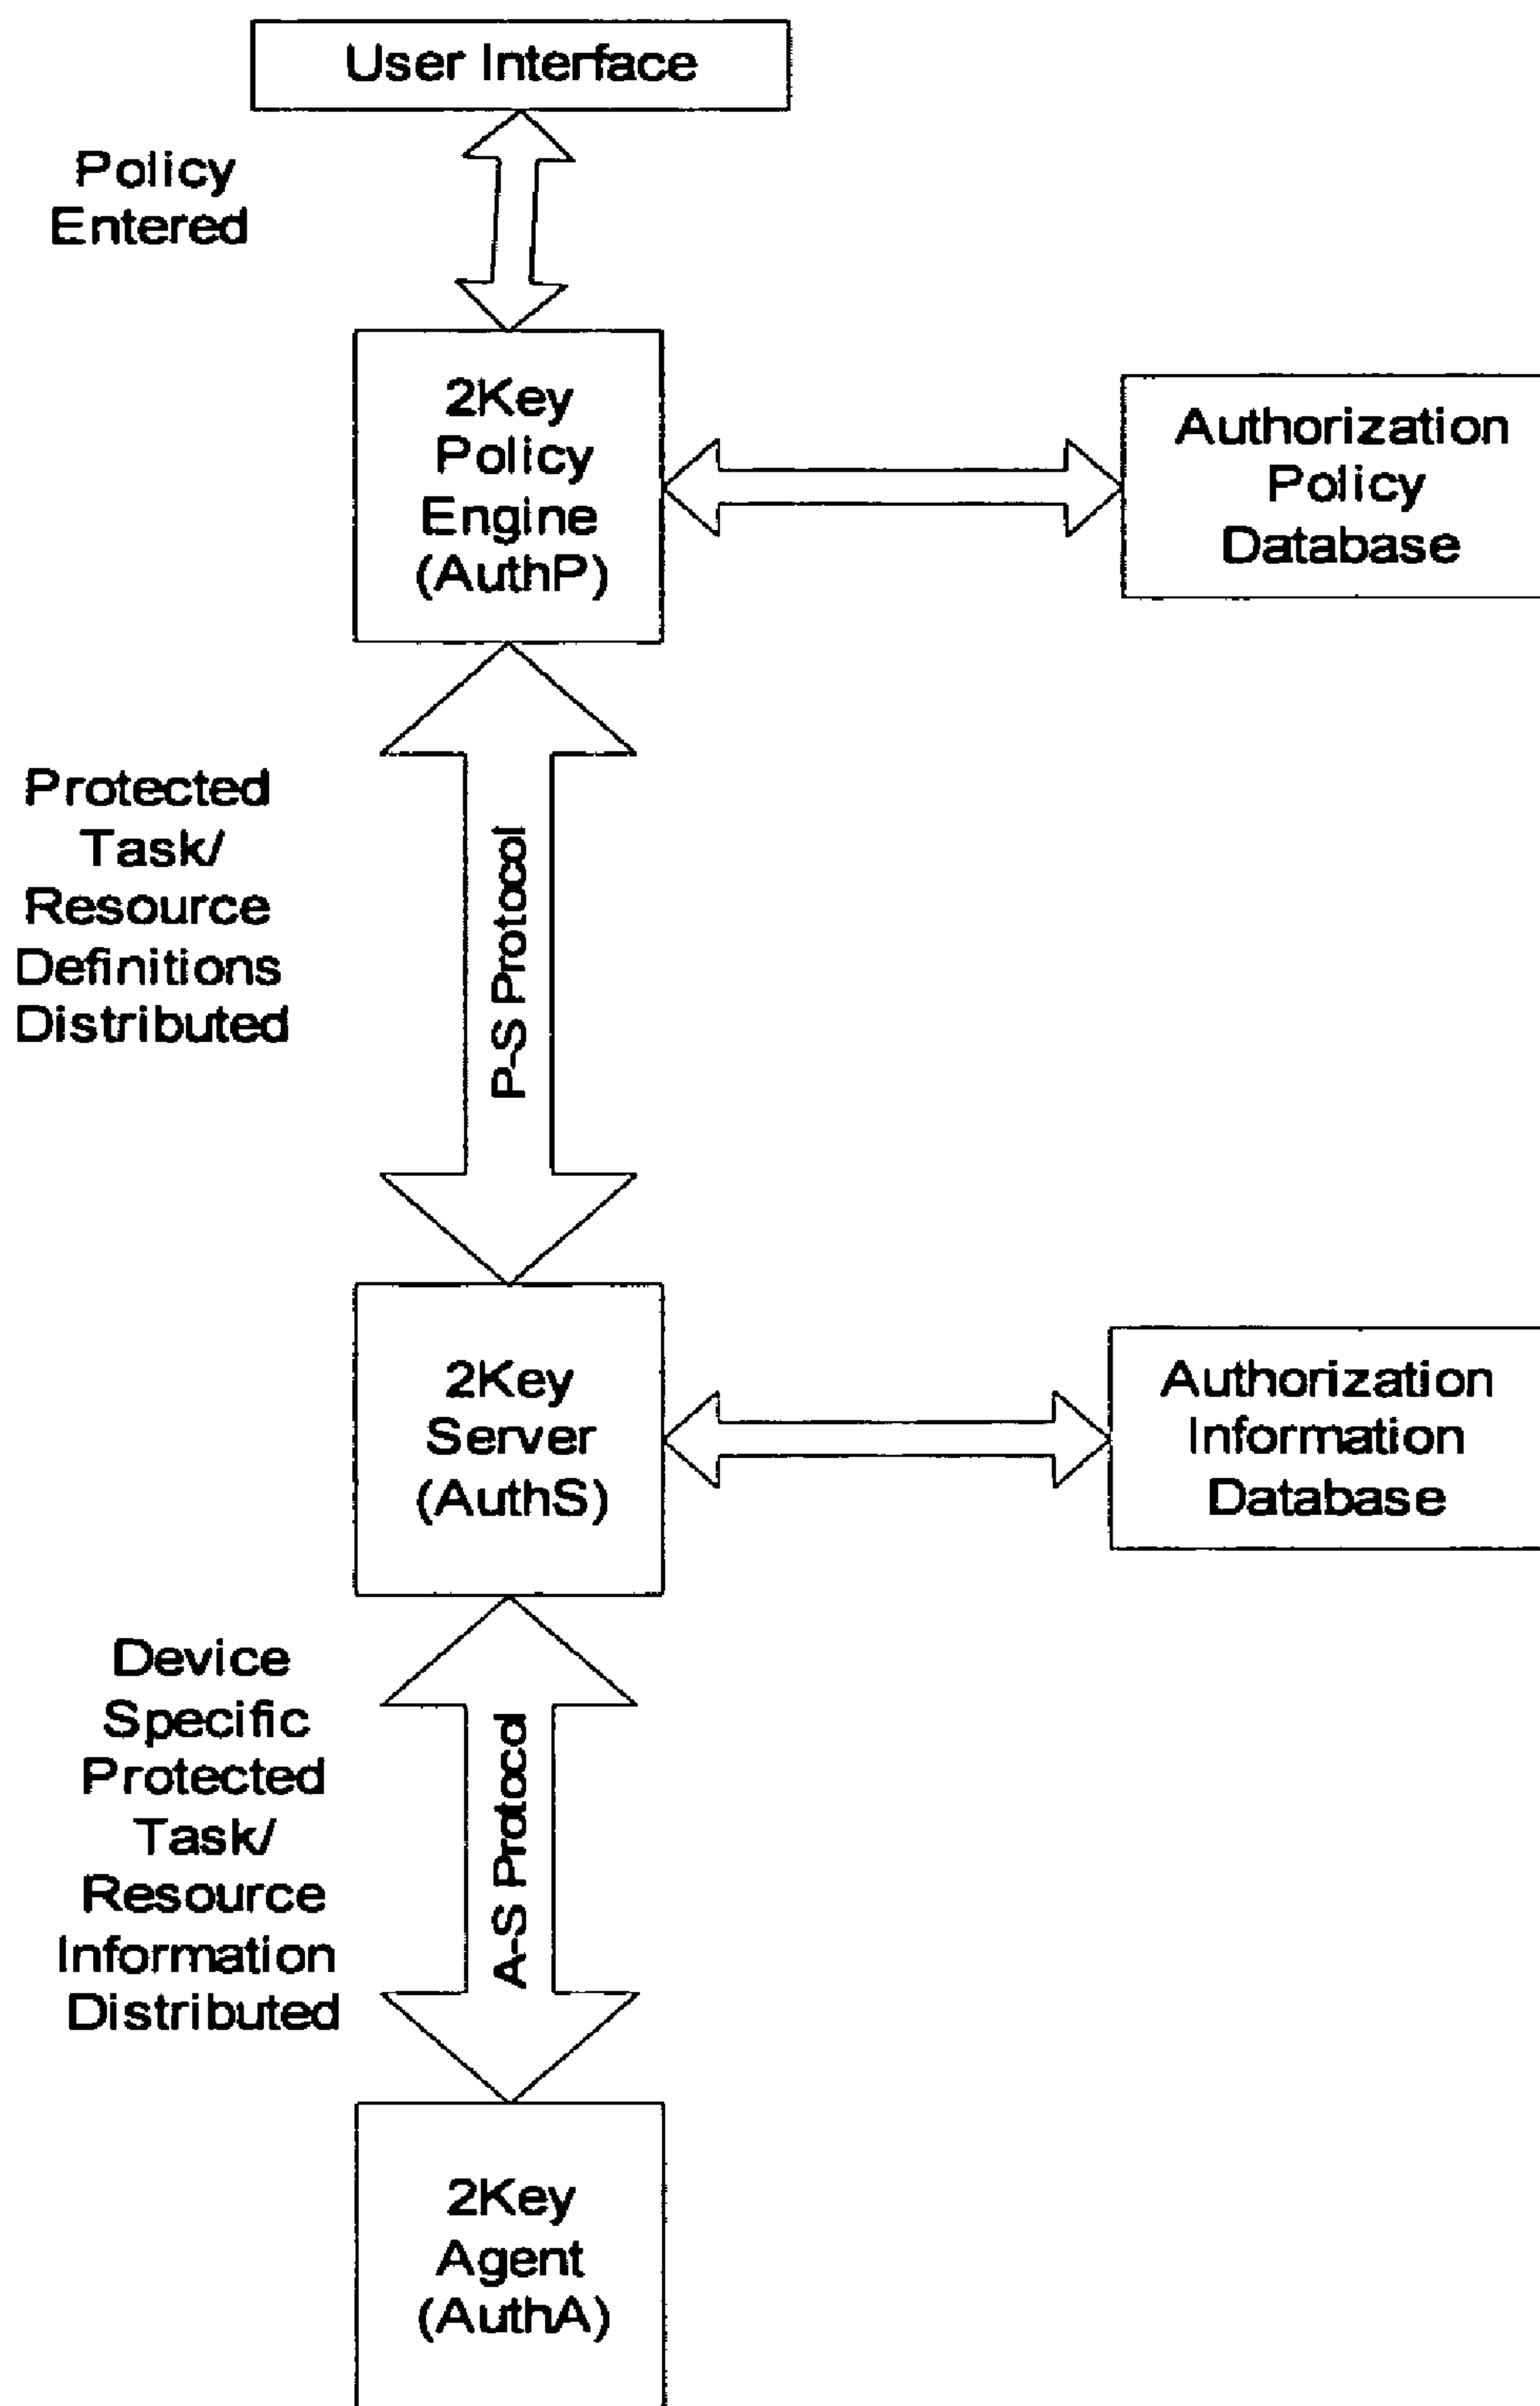 User Interface
Policy
Entered
2Key
Policy
Engine
(AuthP)
Authorization
Policy
Database
Protected
Task/
Resource
Definitions
Distributed
P-S Protocol
2Key
Server
(AuthS)
Authorization
Information
Database
Device
Specific
Protected
Task/
Resource
Information
Distributed
A-S Protocol
2Key
Agent
(AuthA)